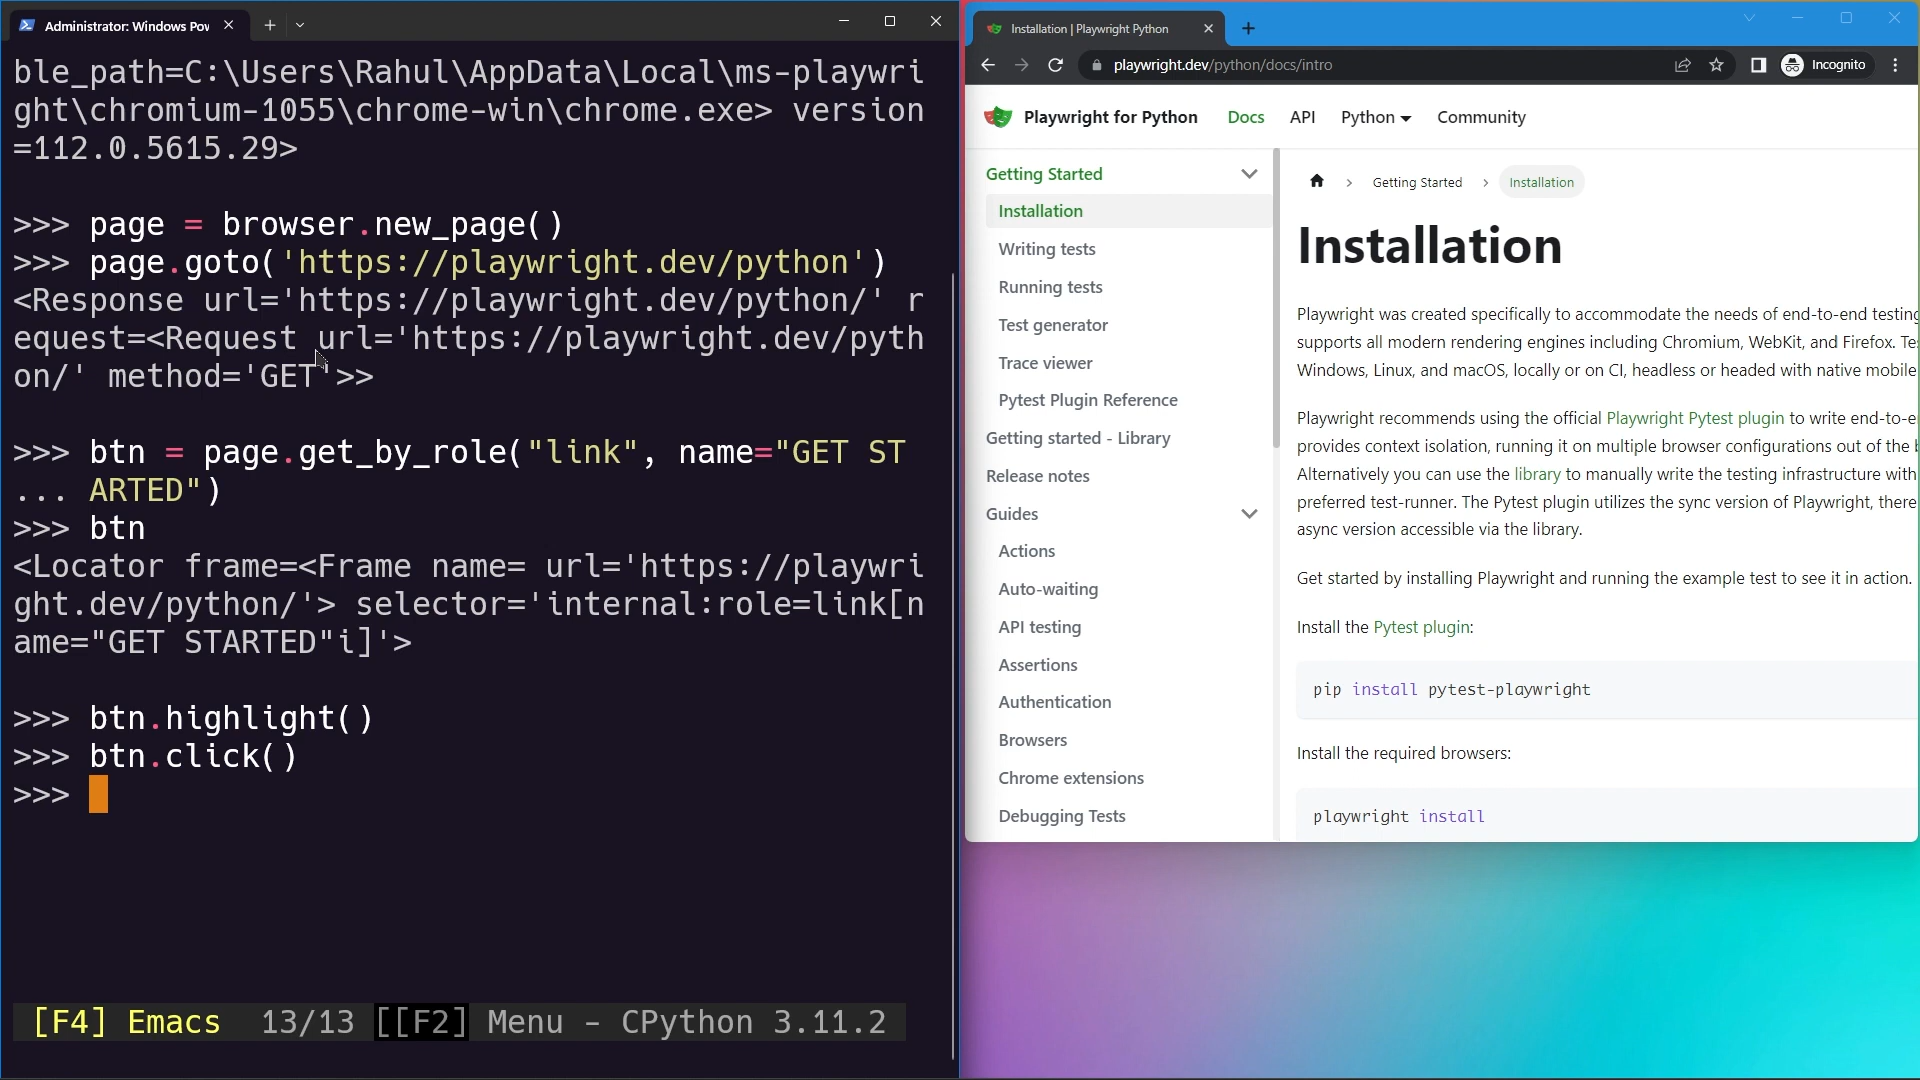 Administrator: Windows Pow
ble_path=C:\Users\Rahul\AppData\Local\ms-playwri
ght\chromium-1055\chrome-win\chrome.exe> version
=112.0.5615.29>
>>> page = browser.new_page()
>>> page.goto('https://playwright.dev/python')
<Response url='https://playwright.dev/python/' r
equest=<Request url='https://playwright.dev/pyth
on/' method='GET'>>
>>> btn = page.get_by_role("link", name="GET ST
... ARTED")
>>> btn
<Locator frame=<Frame name= url='https://playwri
ght.dev/python/'> selector='internal:role=link[n
ame="GET STARTED"i]'>
>>> btn.highlight()
>>> btn.click()
>>>
[F4] Emacs 13/13 [[F2] Menu - CPython 3.11.2
Installation | Playwright Python
playwright.dev/python/docs/intro
Incognito
Playwright for Python Docs API Python Community
Getting Started
Installation
Writing tests
Running tests
Test generator
Trace viewer
Pytest Plugin Reference
Getting started - Library
Release notes
Guides
Actions
Auto-waiting
API testing
Assertions
Authentication
Browsers
Chrome extensions
Debugging Tests
Getting Started > Installation
Installation
Playwright was created specifically to accommodate the needs of end-to-end testing
supports all modern rendering engines including Chromium, WebKit, and Firefox. Te
Windows, Linux, and macOS, locally or on CI, headless or headed with native mobile
Playwright recommends using the official Playwright Pytest plugin to write end-to-e
provides context isolation, running it on multiple browser configurations out of the b
Alternatively you can use the library to manually write the testing infrastructure with
preferred test-runner. The Pytest plugin utilizes the sync version of Playwright, there
async version accessible via the library.
Get started by installing Playwright and running the example test to see it in action.
Install the Pytest plugin:
pip install pytest-playwright
Install the required browsers:
playwright install